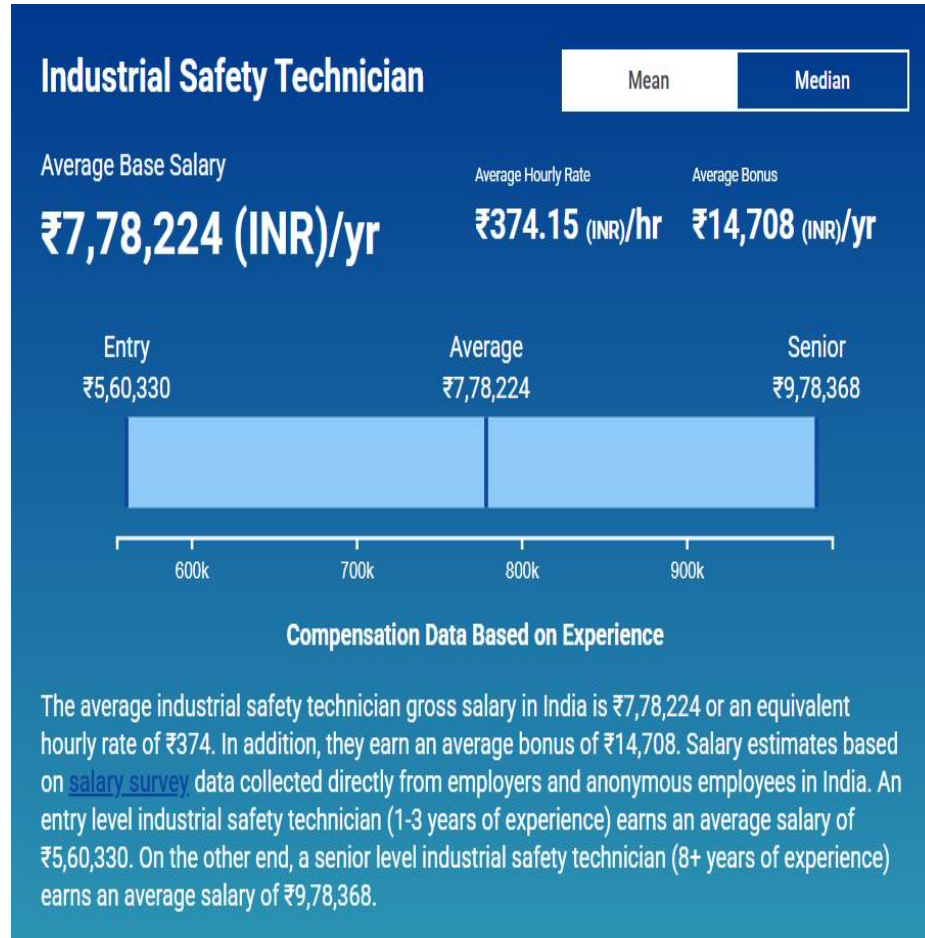 Industrial Safety Technician
Mean
Median
Average Base Salary
₹7,78,224 (INR)/yr
Average Hourly Rate
₹374.15 (INR)/hr
Average Bonus
₹14,708 (INR)/yr
Entry
₹5,60,330
Average
₹7,78,224
Senior
₹9,78,368
600k
700k
800k
900k
Compensation Data Based on Experience
The average industrial safety technician gross salary in India is ₹7,78,224 or an equivalent
hourly rate of ₹374. In addition, they earn an average bonus of ₹14,708. Salary estimates based
on salary survey data collected directly from employers and anonymous employees in India. An
entry level industrial safety technician (1-3 years of experience) earns an average salary of
₹5,60,330. On the other end, a senior level industrial safety technician (8+ years of experience)
earns an average salary of ₹9,78,368.